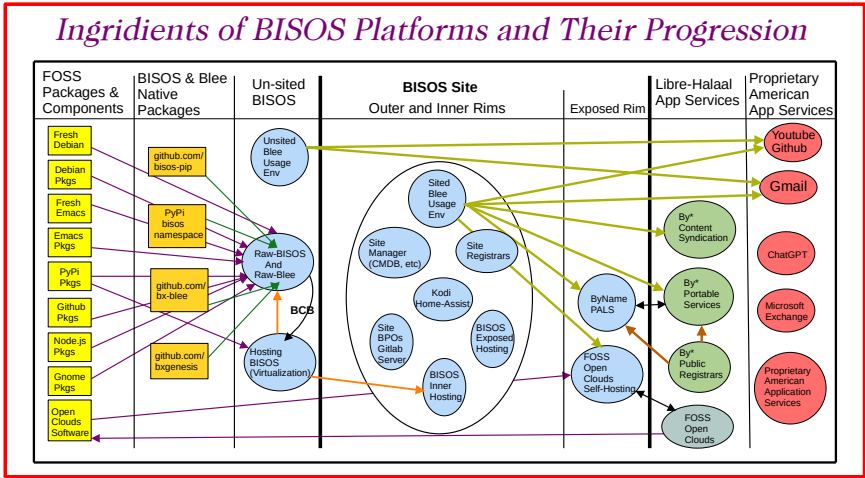 Ingridients of BISOS Platforms and Their Progression
FOSS
Packages &
Components
BISOS & Blee
Native
Packages
Un-sited
BISOS
BISOS Site
Outer and Inner Rims
Exposed Rim
Libre-Halaal
App Services
Proprietary
American
App Services
Fresh
Debian
Debian
Pkgs
Fresh
Emacs
Emacs
Pkgs
PyPi
Pkgs
Github
Pkgs
Node.js
Pkgs
Gnome
Pkgs
Open
Clouds
Software
github.com/
bisos-pip
PyPi
bisos
namespace
github.com/
bx-blee
github.com/
bxgenesis
Unsited
Blee
Usage
Env
Raw-BISOS
And
Raw-Blee
BCB
Hosting
BISOS
(Virtualization)
Sited
Blee
Usage
Env
Site
Manager
(CMDB, etc)
Site
Registrars
Kodi
Home-Assist
Site
BPOs
Gitlab
Server
BISOS
Exposed
Hosting
BISOS
Inner
Hosting
ByName
PALS
FOSS
Open
Clouds
Self-Hosting
By*
Content
Syndication
By*
Portable
Services
By*
Public
Registrars
FOSS
Open
Clouds
Youtube
Github
Gmail
ChatGPT
Microsoft
Exchange
Proprietary
American
Application
Services